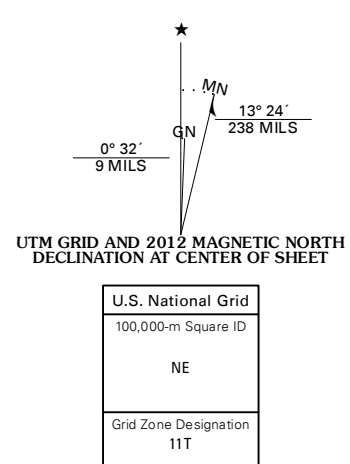 ★
MN
13° 24´
238 MILS
GN
0° 32´
9 MILS
UTM GRID AND 2012 MAGNETIC NORTH
DECLINATION AT CENTER OF SHEET
U.S. National Grid
100,000-m Square ID
NE
Grid Zone Designation
11T